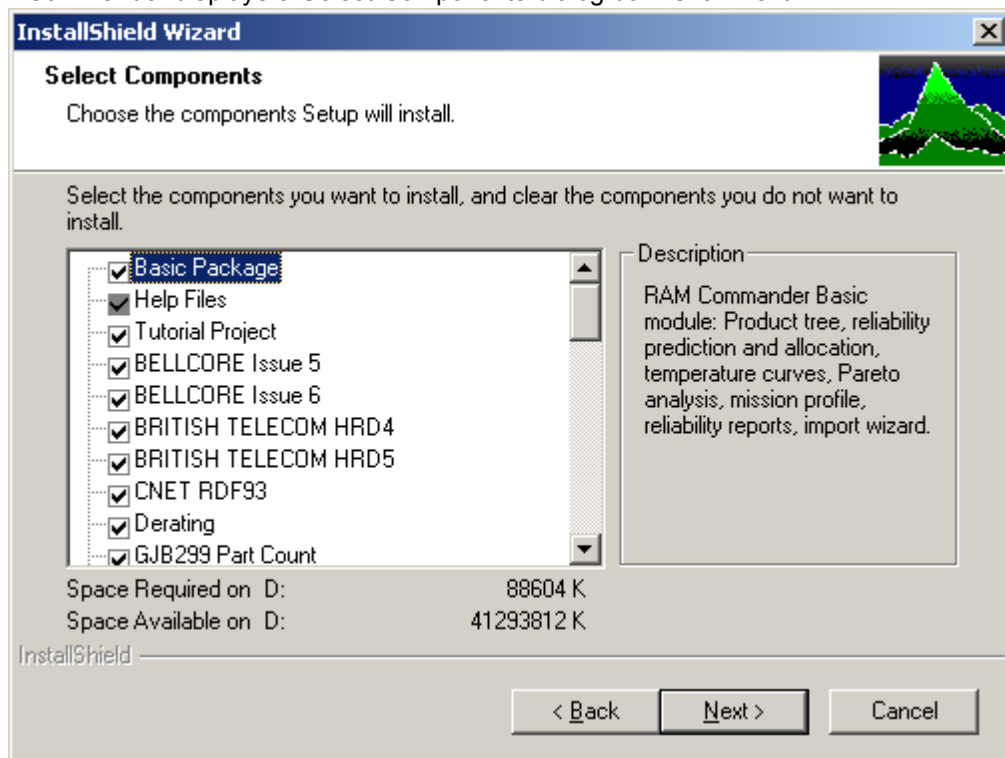 InstallShield Wizard
Select Components
Choose the components Setup will install.
Select the components you want to install, and clear the components you do not want to
install.
Basic Package
Help Files
Tutorial Project
BELLCORE Issue 5
BELLCORE Issue 6
BRITISH TELECOM HRD4
BRITISH TELECOM HRD5
CNET RDF93
Derating
GJB299 Part Count
Description
RAM Commander Basic
module: Product tree, reliability
prediction and allocation,
temperature curves, Pareto
analysis, mission profile,
reliability reports, import wizard.
Space Required on D: 88604 K
Space Available on D: 41293812 K
InstallShield
< Back Next > Cancel